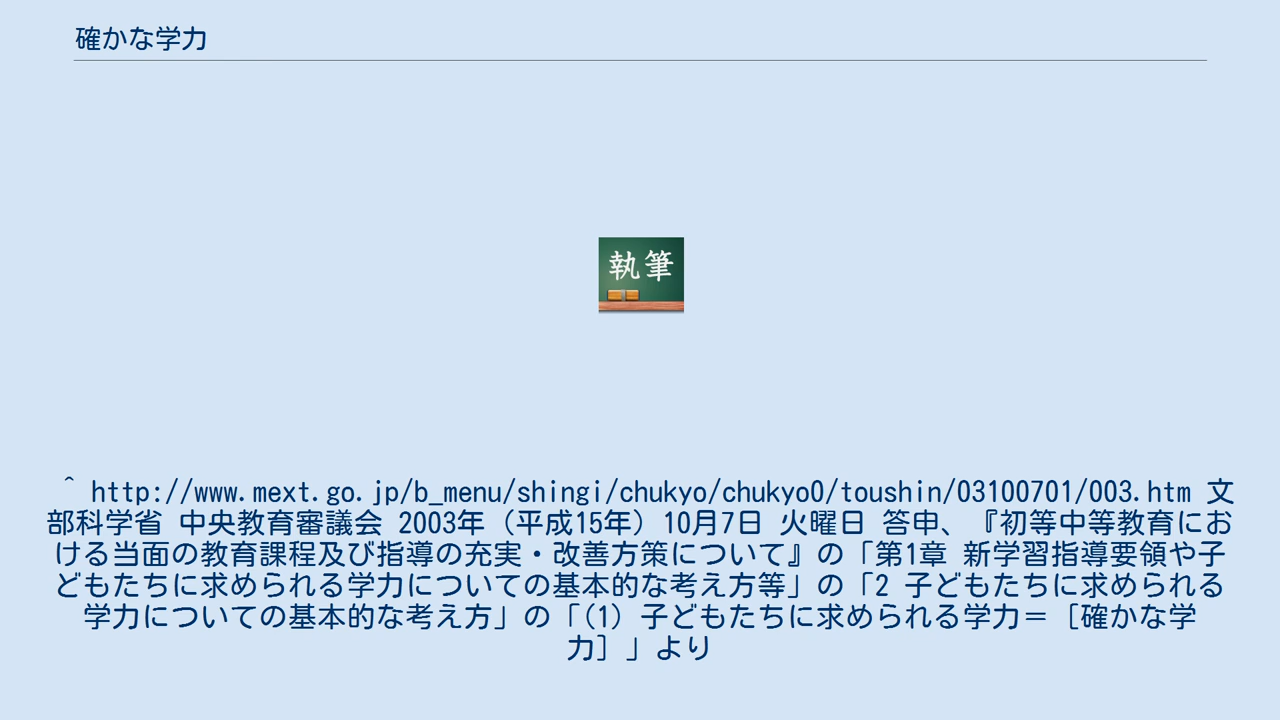 確かな学力
執筆
^ http://www.mext.go.jp/b_menu/shingi/chukyo/chukyo0/toushin/03100701/003.htm 文
部科学省 中央教育審議会 2003年（平成15年）10月7日 火曜日 答申、『初等中等教育にお
ける当面の教育課程及び指導の充実・改善方策について』の「第1章 新学習指導要領や子
どもたちに求められる学力についての基本的な考え方等」の「2 子どもたちに求められる
学力についての基本的な考え方」の「(1) 子どもたちに求められる学力＝［確かな学
力］」より